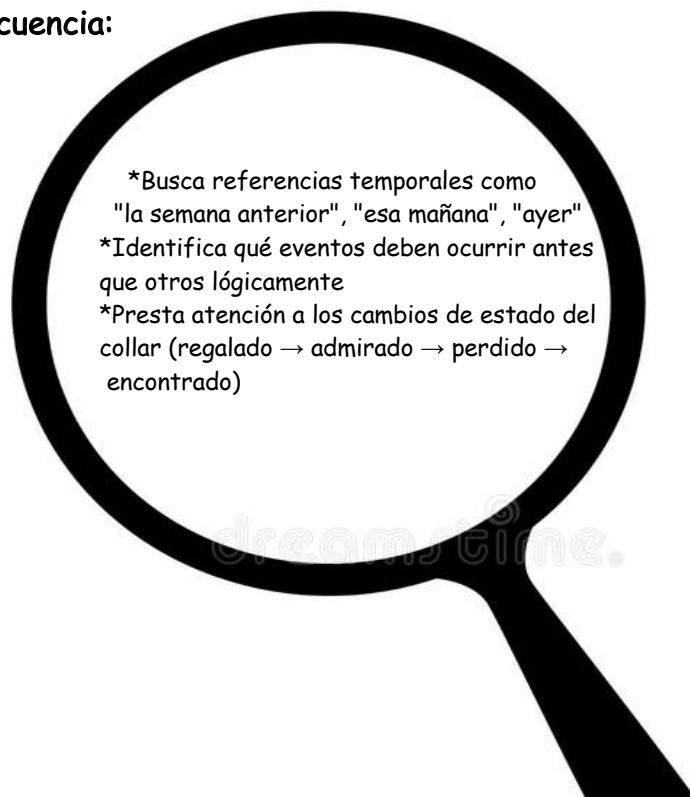 cuencia:
*Busca referencias temporales como
"la semana anterior", "esa mañana", "ayer"
*Identifica qué eventos deben ocurrir antes
que otros lógicamente
*Presta atención a los cambios de estado del
collar (regalado → admirado → perdido →
encontrado)
dreamstime.